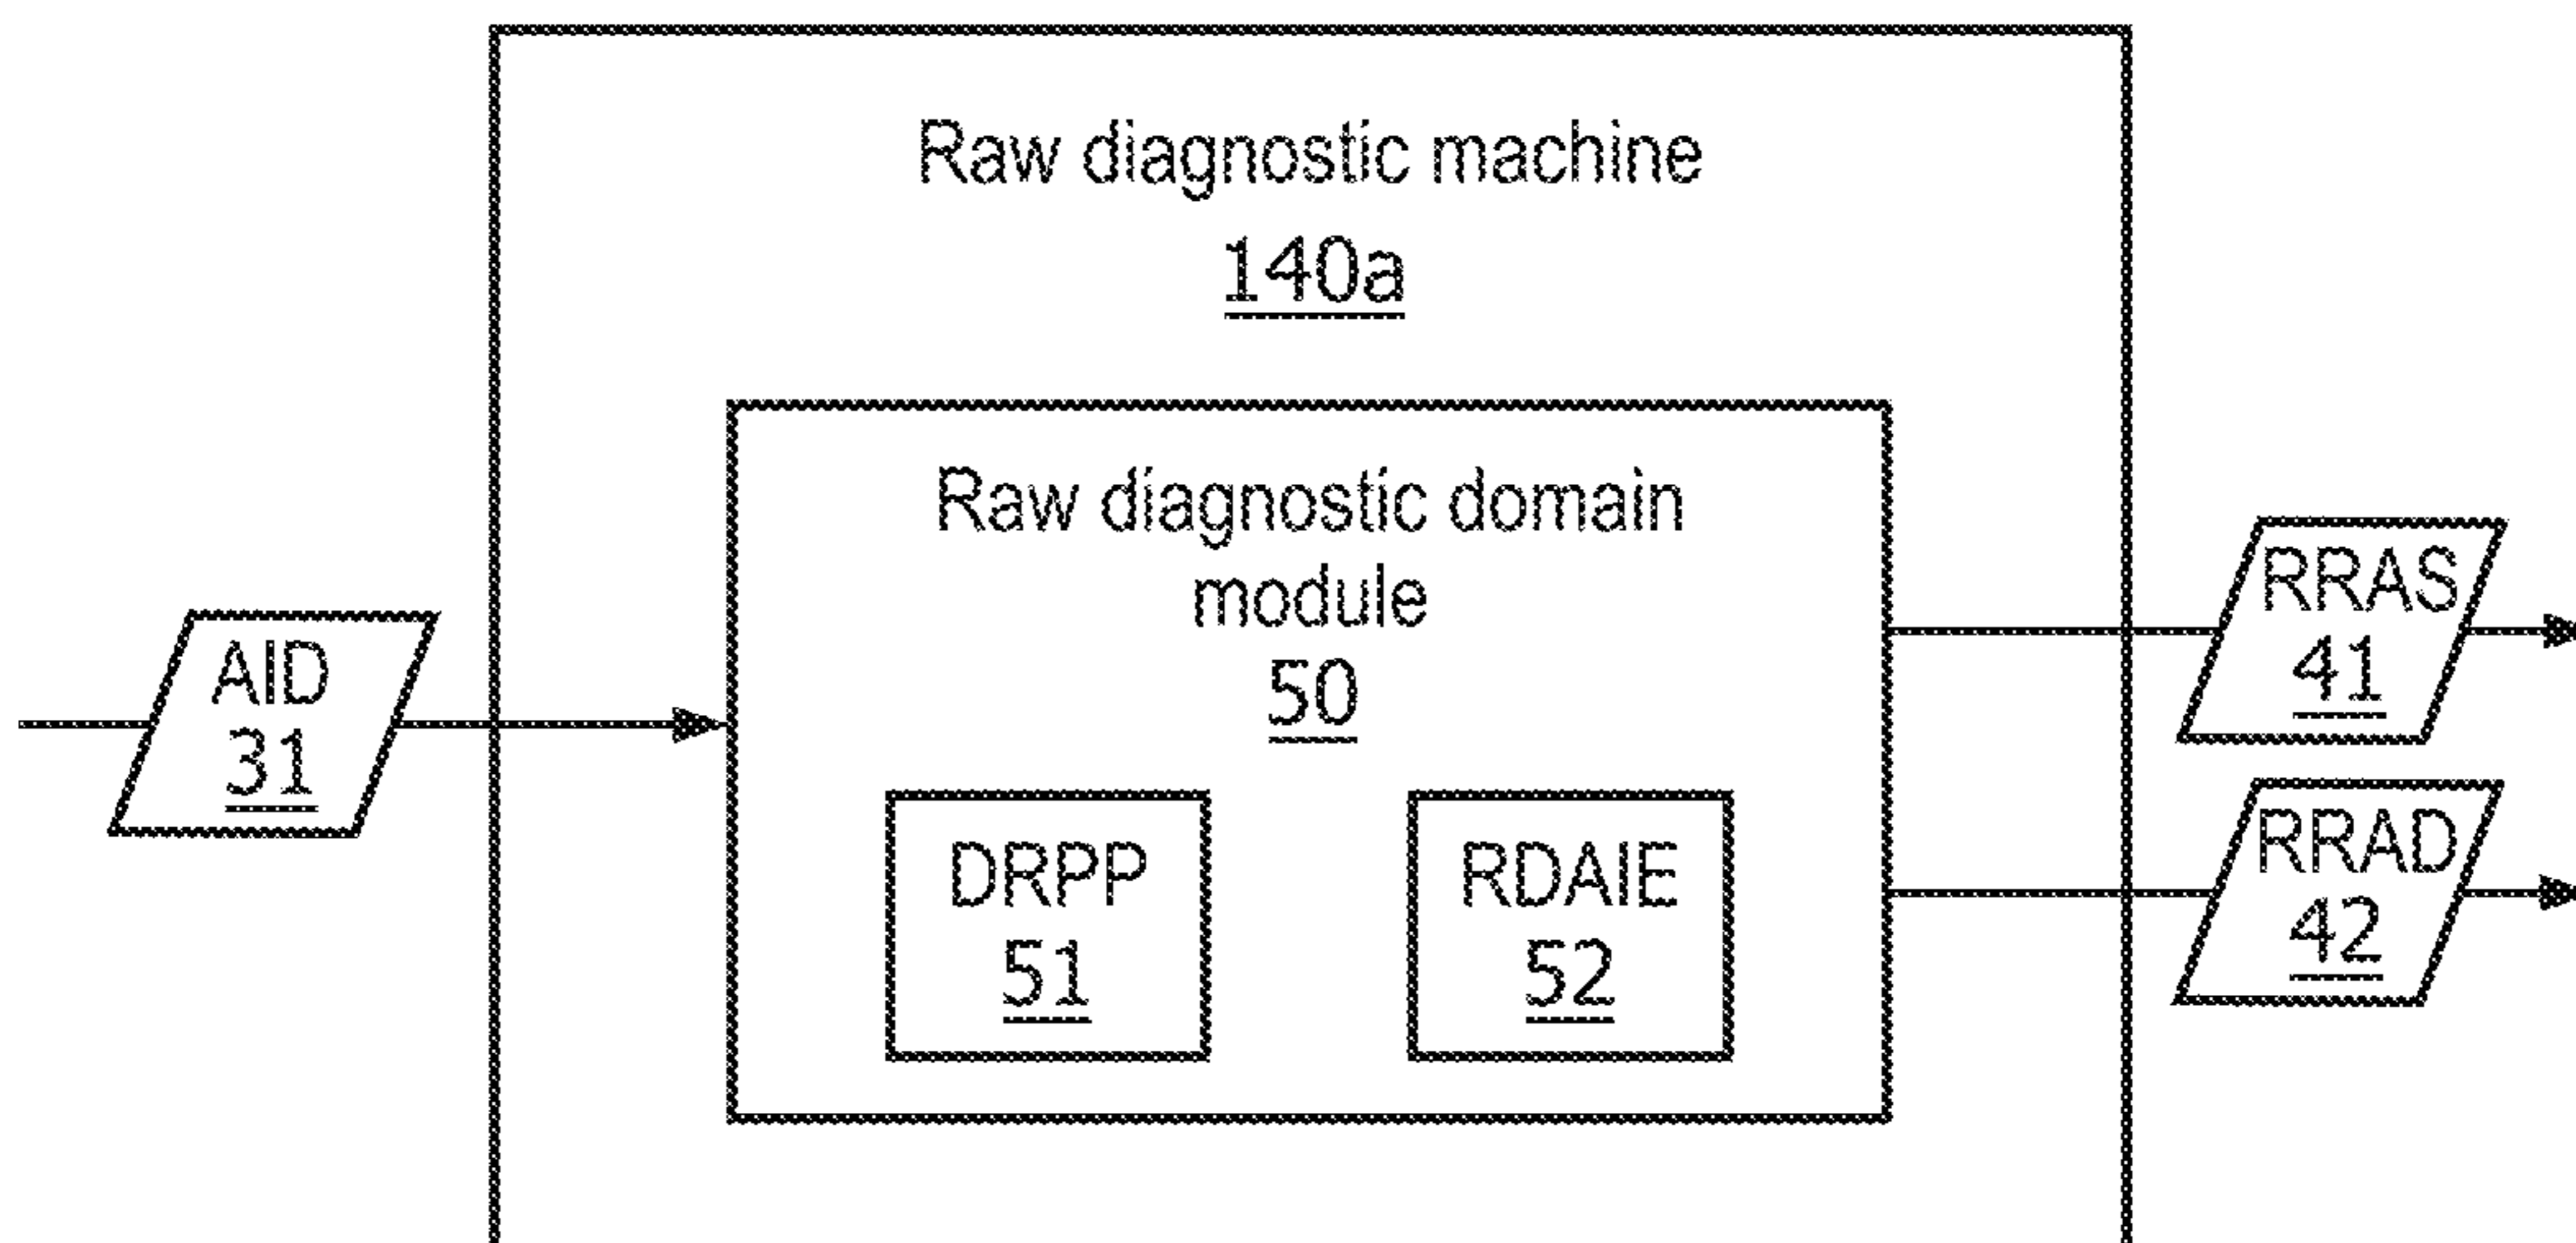 Raw diagnostic machine
140a
Raw diagnostic domain
module
50
AID
31
DRPP
51
RDAIE
52
RRAS
41
RRAD
42